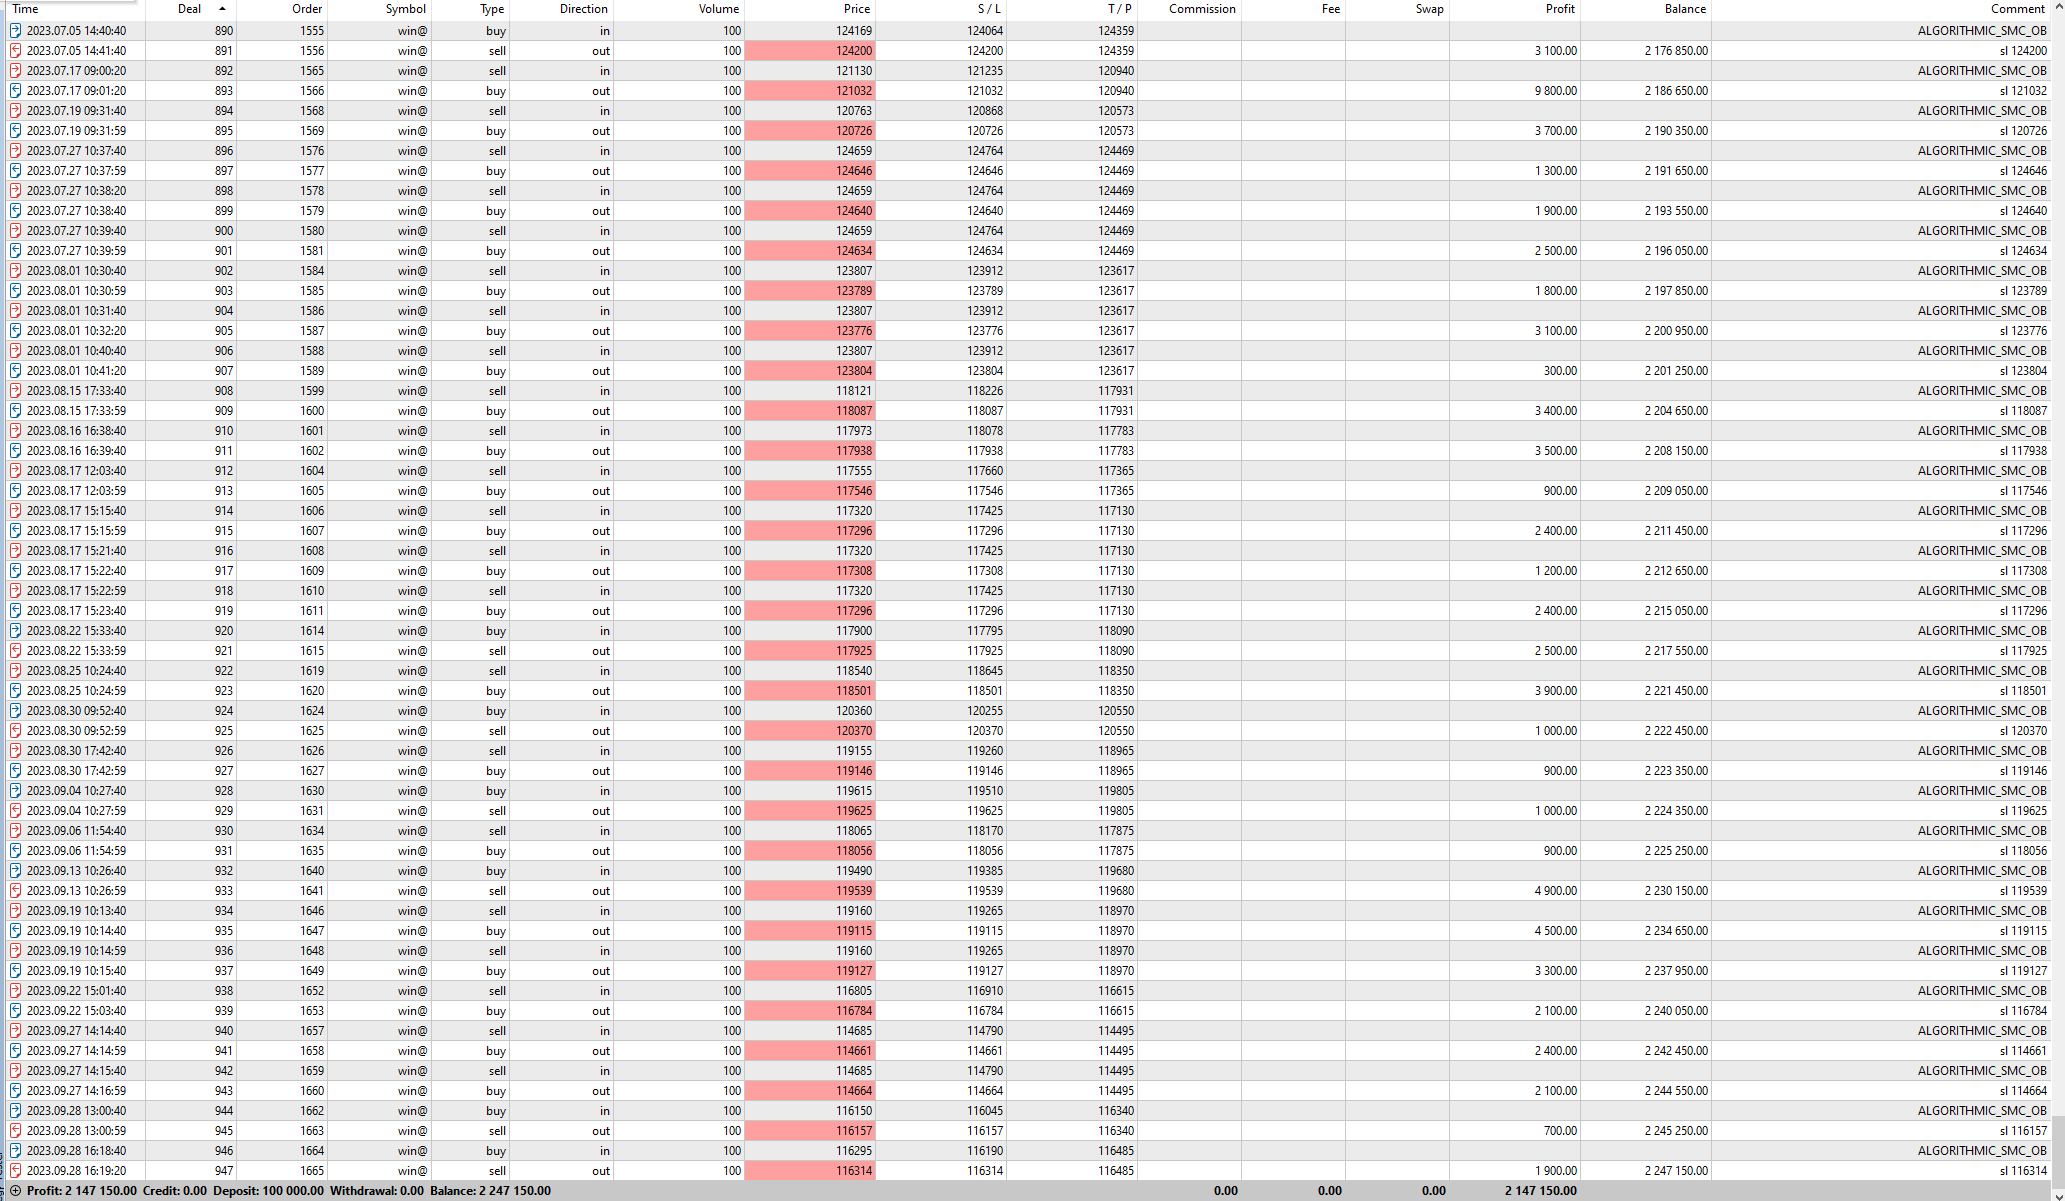 Time Deal Order Symbol Type Direction Volume Price S / L T / P Commission Fee Swap Profit Balance Comment
2023.07.05 14:40:40 890 1555 win@ buy in 100 124169 124064 124359 ALGORITHMIC_SMC_OB
2023.07.05 14:41:40 891 1556 win@ sell out 100 124200 124200 124359 3 100.00 2 176 850.00 sl 124200
2023.07.17 09:00:20 892 1565 win@ sell in 100 121130 121235 120940 ALGORITHMIC_SMC_OB
2023.07.17 09:01:20 893 1566 win@ buy out 100 121032 121032 120940 9 800.00 2 186 650.00 sl 121032
2023.07.19 09:31:40 894 1568 win@ sell in 100 120763 120868 120573 ALGORITHMIC_SMC_OB
2023.07.19 09:31:59 895 1569 win@ buy out 100 120726 120726 120573 3 700.00 2 190 350.00 sl 120726
2023.07.27 10:37:40 896 1576 win@ sell in 100 124659 124764 124469 ALGORITHMIC_SMC_OB
2023.07.27 10:37:59 897 1577 win@ buy out 100 124646 124646 124469 1 300.00 2 191 650.00 sl 124646
2023.07.27 10:38:20 898 1578 win@ sell in 100 124659 124764 124469 ALGORITHMIC_SMC_OB
2023.07.27 10:38:40 899 1579 win@ buy out 100 124640 124640 124469 1 900.00 2 193 550.00 sl 124640
2023.07.27 10:39:40 900 1580 win@ sell in 100 124659 124764 124469 ALGORITHMIC_SMC_OB
2023.07.27 10:39:59 901 1581 win@ buy out 100 124634 124634 124469 2 500.00 2 196 050.00 sl 124634
2023.08.01 10:30:40 902 1584 win@ sell in 100 123807 123912 123617 ALGORITHMIC_SMC_OB
2023.08.01 10:30:59 903 1585 win@ buy out 100 123789 123789 123617 1 800.00 2 197 850.00 sl 123789
2023.08.01 10:31:40 904 1586 win@ sell in 100 123807 123912 123617 ALGORITHMIC_SMC_OB
2023.08.01 10:32:20 905 1587 win@ buy out 100 123776 123776 123617 3 100.00 2 200 950.00 sl 123776
2023.08.01 10:40:40 906 1588 win@ sell in 100 123807 123912 123617 ALGORITHMIC_SMC_OB
2023.08.01 10:41:20 907 1589 win@ buy out 100 123804 123804 123617 300.00 2 201 250.00 sl 123804
2023.08.15 17:33:40 908 1599 win@ sell in 100 118121 118226 117931 ALGORITHMIC_SMC_OB
2023.08.15 17:33:59 909 1600 win@ buy out 100 118087 118087 117931 3 400.00 2 204 650.00 sl 118087
2023.08.16 16:38:40 910 1601 win@ sell in 100 117973 118078 117783 ALGORITHMIC_SMC_OB
2023.08.16 16:39:40 911 1602 win@ buy out 100 117938 117938 117783 3 500.00 2 208 150.00 sl 117938
2023.08.17 12:03:40 912 1604 win@ sell in 100 117555 117660 117365 ALGORITHMIC_SMC_OB
2023.08.17 12:03:59 913 1605 win@ buy out 100 117546 117546 117365 900.00 2 209 050.00 sl 117546
2023.08.17 15:15:40 914 1606 win@ sell in 100 117320 117425 117130 ALGORITHMIC_SMC_OB
2023.08.17 15:15:59 915 1607 win@ buy out 100 117296 117296 117130 2 400.00 2 211 450.00 sl 117296
2023.08.17 15:21:40 916 1608 win@ sell in 100 117320 117425 117130 ALGORITHMIC_SMC_OB
2023.08.17 15:22:40 917 1609 win@ buy out 100 117308 117308 117130 1 200.00 2 212 650.00 sl 117308
2023.08.17 15:22:59 918 1610 win@ sell in 100 117320 117425 117130 ALGORITHMIC_SMC_OB
2023.08.17 15:23:40 919 1611 win@ buy out 100 117296 117296 117130 2 400.00 2 215 050.00 sl 117296
2023.08.22 15:33:40 920 1614 win@ buy in 100 117900 117795 118090 ALGORITHMIC_SMC_OB
2023.08.22 15:33:59 921 1615 win@ sell out 100 117925 117925 118090 2 500.00 2 217 550.00 sl 117925
2023.08.25 10:24:40 922 1619 win@ sell in 100 118540 118645 118350 ALGORITHMIC_SMC_OB
2023.08.25 10:24:59 923 1620 win@ buy out 100 118501 118501 118350 3 900.00 2 221 450.00 sl 118501
2023.08.30 09:52:40 924 1624 win@ buy in 100 120360 120255 120550 ALGORITHMIC_SMC_OB
2023.08.30 09:52:59 925 1625 win@ sell out 100 120370 120370 120550 1 000.00 2 222 450.00 sl 120370
2023.08.30 17:42:40 926 1626 win@ sell in 100 119155 119260 118965 ALGORITHMIC_SMC_OB
2023.08.30 17:42:59 927 1627 win@ buy out 100 119146 119146 118965 900.00 2 223 350.00 sl 119146
2023.09.04 10:27:40 928 1630 win@ buy in 100 119615 119510 119805 ALGORITHMIC_SMC_OB
2023.09.04 10:27:59 929 1631 win@ sell out 100 119625 119625 119805 1 000.00 2 224 350.00 sl 119625
2023.09.06 11:54:40 930 1634 win@ sell in 100 118065 118170 117875 ALGORITHMIC_SMC_OB
2023.09.06 11:54:59 931 1635 win@ buy out 100 118056 118056 117875 900.00 2 225 250.00 sl 118056
2023.09.13 10:26:40 932 1640 win@ buy in 100 119490 119385 119680 ALGORITHMIC_SMC_OB
2023.09.13 10:26:59 933 1641 win@ sell out 100 119539 119539 119680 4 900.00 2 230 150.00 sl 119539
2023.09.19 10:13:40 934 1646 win@ sell in 100 119160 119265 118970 ALGORITHMIC_SMC_OB
2023.09.19 10:14:40 935 1647 win@ buy out 100 119115 119115 118970 4 500.00 2 234 650.00 sl 119115
2023.09.19 10:14:59 936 1648 win@ sell in 100 119160 119265 118970 ALGORITHMIC_SMC_OB
2023.09.19 10:15:40 937 1649 win@ buy out 100 119127 119127 118970 3 300.00 2 237 950.00 sl 119127
2023.09.22 15:01:40 938 1652 win@ sell in 100 116805 116910 116615 ALGORITHMIC_SMC_OB
2023.09.22 15:03:40 939 1653 win@ buy out 100 116784 116784 116615 2 100.00 2 240 050.00 sl 116784
2023.09.27 14:14:40 940 1657 win@ sell in 100 114685 114790 114495 ALGORITHMIC_SMC_OB
2023.09.27 14:14:59 941 1658 win@ buy out 100 114661 114661 114495 2 400.00 2 242 450.00 sl 114661
2023.09.27 14:15:40 942 1659 win@ sell in 100 114685 114790 114495 ALGORITHMIC_SMC_OB
2023.09.27 14:16:59 943 1660 win@ buy out 100 114664 114664 114495 2 100.00 2 244 550.00 sl 114664
2023.09.28 13:00:40 944 1662 win@ buy in 100 116150 116045 116340 ALGORITHMIC_SMC_OB
2023.09.28 13:00:59 945 1663 win@ sell out 100 116157 116157 116340 700.00 2 245 250.00 sl 116157
2023.09.28 16:18:40 946 1664 win@ buy in 100 116295 116190 116485 ALGORITHMIC_SMC_OB
2023.09.28 16:19:20 947 1665 win@ sell out 100 116314 116314 116485 1 900.00 2 247 150.00 sl 116314
Profit: 2 147 150.00 Credit: 0.00 Deposit: 100 000.00 Withdrawal: 0.00 Balance: 2 247 150.00 0.00 0.00 0.00 2 147 150.00